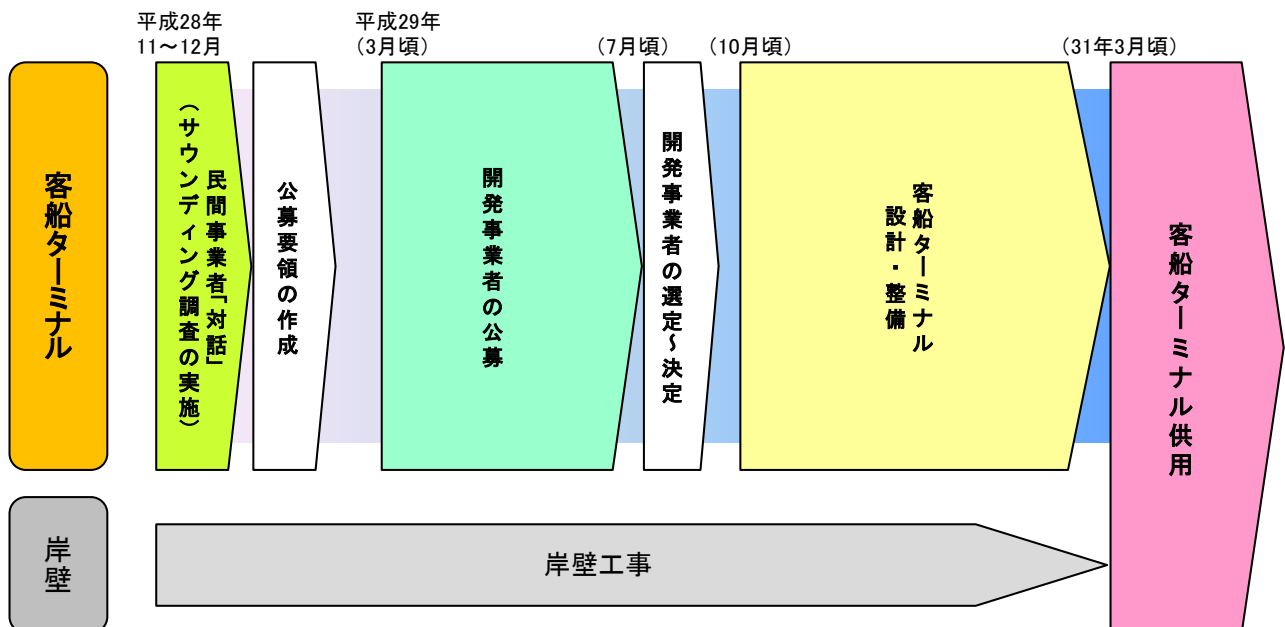 平成28年
11～12月
平成29年
（3月頃）
（7月頃）
（10月頃）
（31年3月頃）
客船ターミナル
民間事業者「対話」
（サウンディング調査の実施）
公募要領の作成
開発事業者の公募
開発事業者の選定～決定
客船ターミナル
設計・整備
客船ターミナル供用
岸壁
岸壁工事